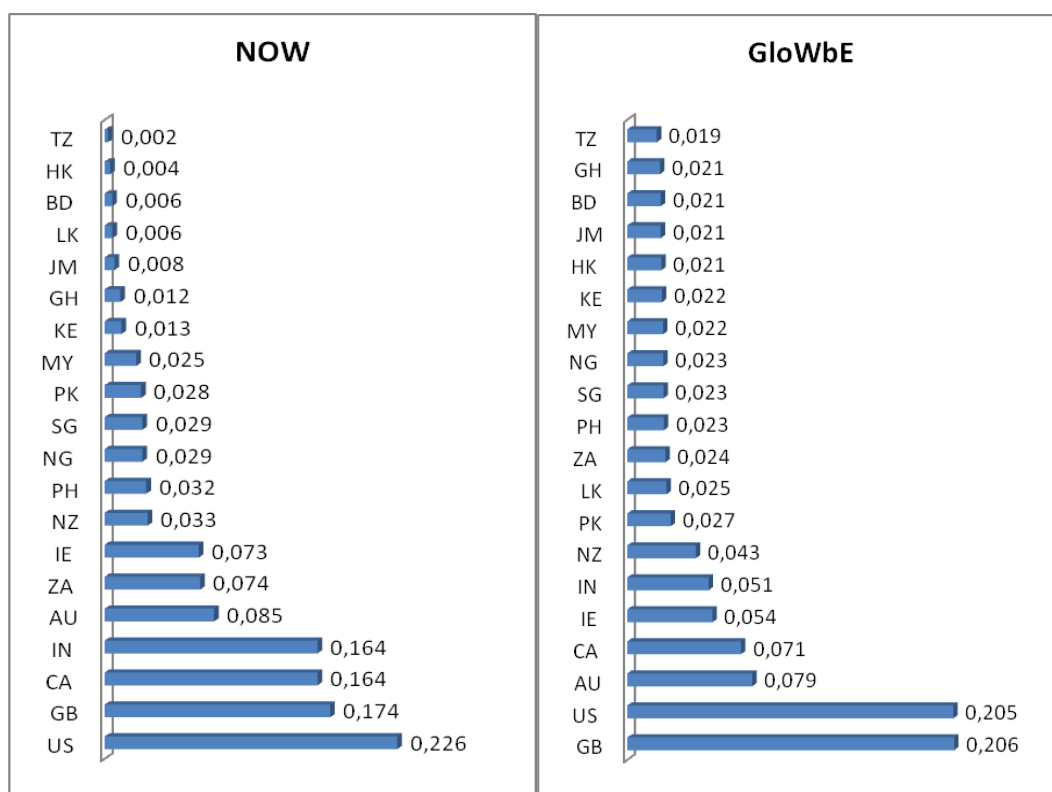 NOW
TZ 0,002
HK 0,004
BD 0,006
LK 0,006
JM 0,008
GH 0,012
KE 0,013
MY 0,025
PK 0,028
SG 0,029
NG 0,029
PH 0,032
NZ 0,033
IE 0,073
ZA 0,074
AU 0,085
IN 0,164
CA 0,164
GB 0,174
US 0,226
GloWbE
TZ 0,019
GH 0,021
BD 0,021
JM 0,021
HK 0,021
KE 0,022
MY 0,022
NG 0,023
SG 0,023
PH 0,023
ZA 0,024
LK 0,025
PK 0,027
NZ 0,043
IN 0,051
IE 0,054
CA 0,071
AU 0,079
US 0,205
GB 0,206